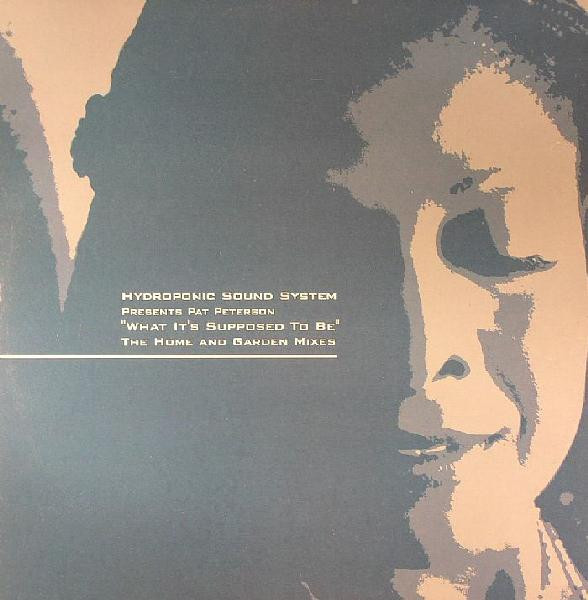 Hydroponic Sound System
Presents Pat Peterson
"What It's Supposed To Be"
The Home and Garden Mixes